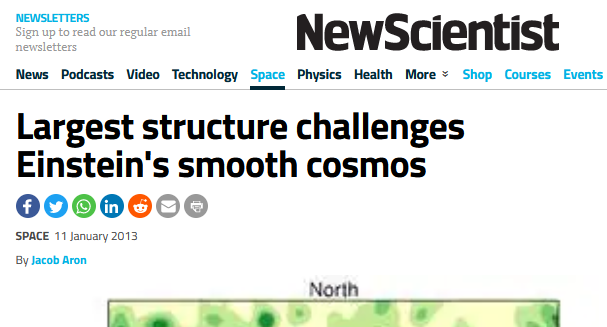 NEWSLETTERS
Sign up to read our regular email
newsletters
NewScientist
News Podcasts Video Technology Space Physics Health More Shop Courses Events
Largest structure challenges
Einstein's smooth cosmos
SPACE 11 January 2013
By Jacob Aron
North